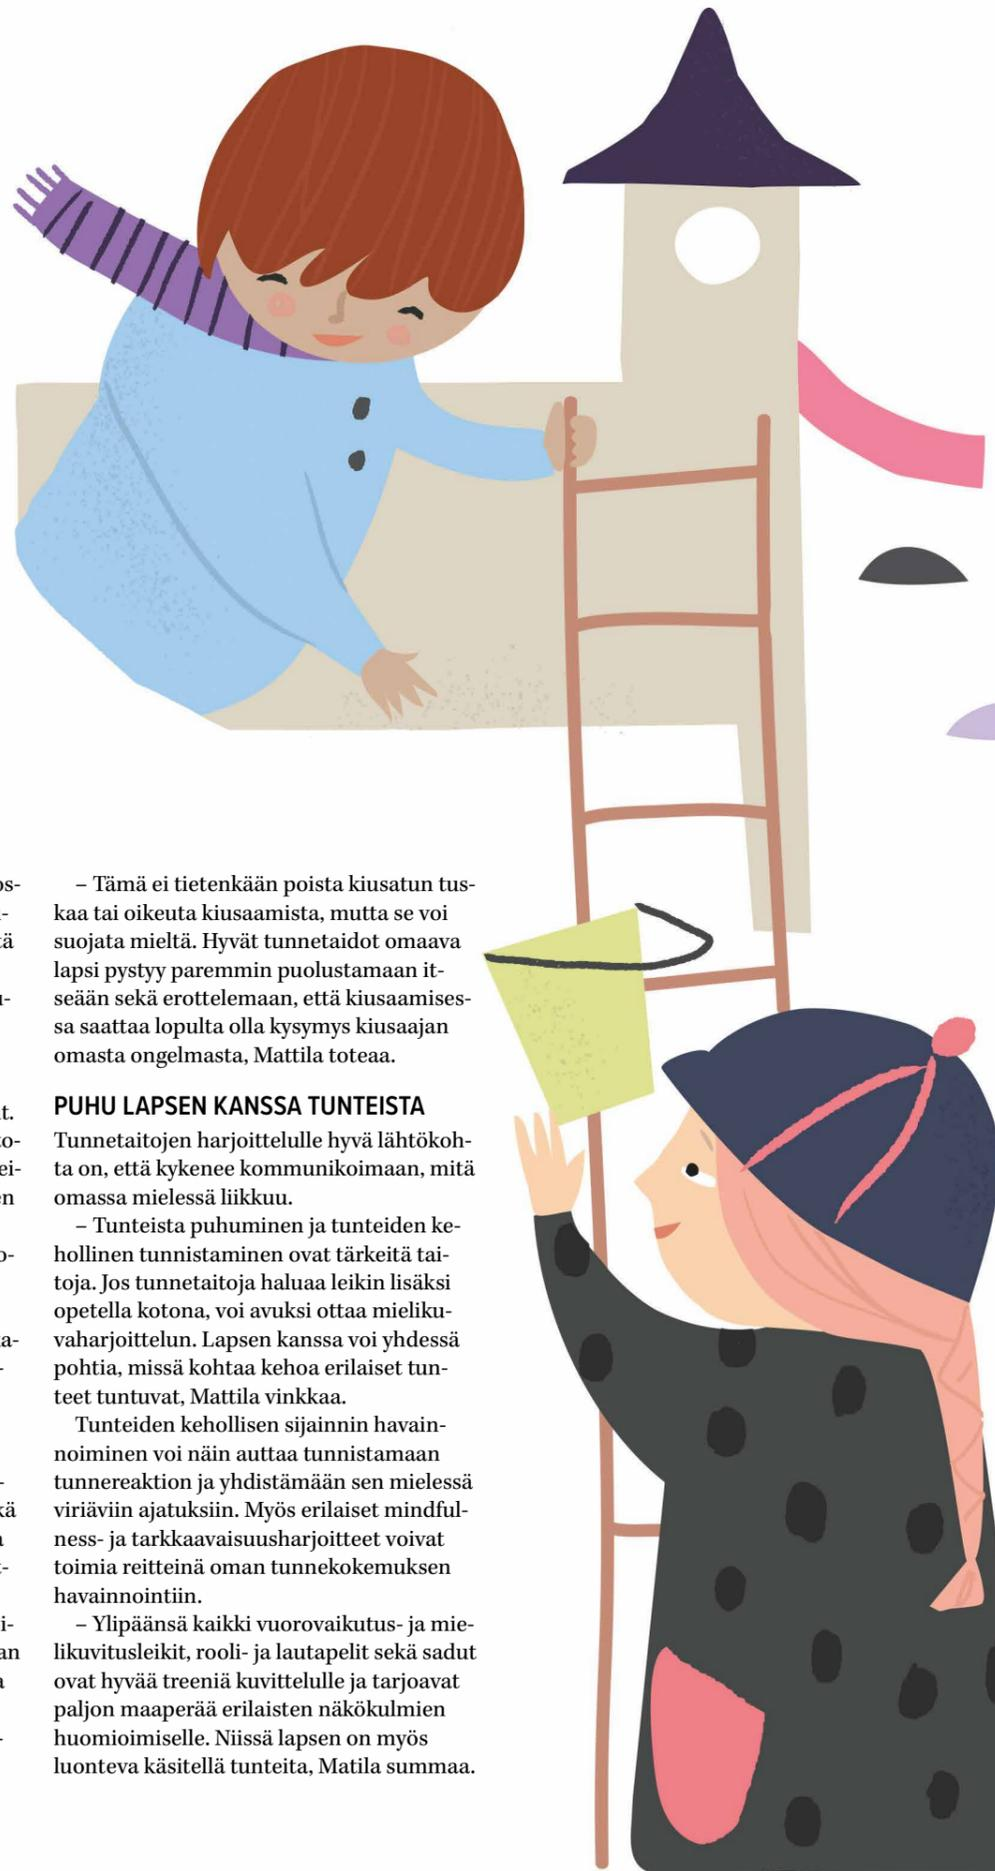 – Tämä ei tietenkään poista kiusatun tus-
kaa tai oikeuta kiusaamista, mutta se voi
suojata mieltä. Hyvät tunnetaidot omaava
lapsi pystyy paremmin puolustamaan it-
seään sekä erottelemaan, että kiusaamises-
sa saattaa lopulta olla kysymys kiusaajan
omasta ongelmasta, Mattila toteaa.
PUHU LAPSEN KANSSA TUNTEISTA
Tunnetaitojen harjoittelulle hyvä lähtökoh-
ta on, että kykenee kommunikoimaan, mitä
omassa mielessä liikkuu.
– Tunteista puhuminen ja tunteiden ke-
hollinen tunnistaminen ovat tärkeitä tai-
toja. Jos tunnetaitoja haluaa leikin lisäksi
opetella kotona, voi avuksi ottaa mieliku-
vaharjoittelun. Lapsen kanssa voi yhdessä
pohtia, missä kohtaa kehoa erilaiset tun-
teet tuntuvat, Mattila vinkkaa.
Tunteiden kehollisen sijainnin havain-
noiminen voi näin auttaa tunnistamaan
tunnereaktion ja yhdistämään sen mielessä
viriäviin ajatuksiin. Myös erilaiset mindful-
ness- ja tarkkaavaisuusharjoitteet voivat
toimia reitteinä oman tunnekokemuksen
havainnointiin.
– Ylipäänsä kaikki vuorovaikutus- ja mie-
likuvitusleikit, rooli- ja lautapelit sekä sadut
ovat hyvää treeniä kuvittelulle ja tarjoavat
paljon maaperää erilaisten näkökulmien
huomioimiselle. Niissä lapsen on myös
luonteva käsitellä tunteita, Matila summaa.